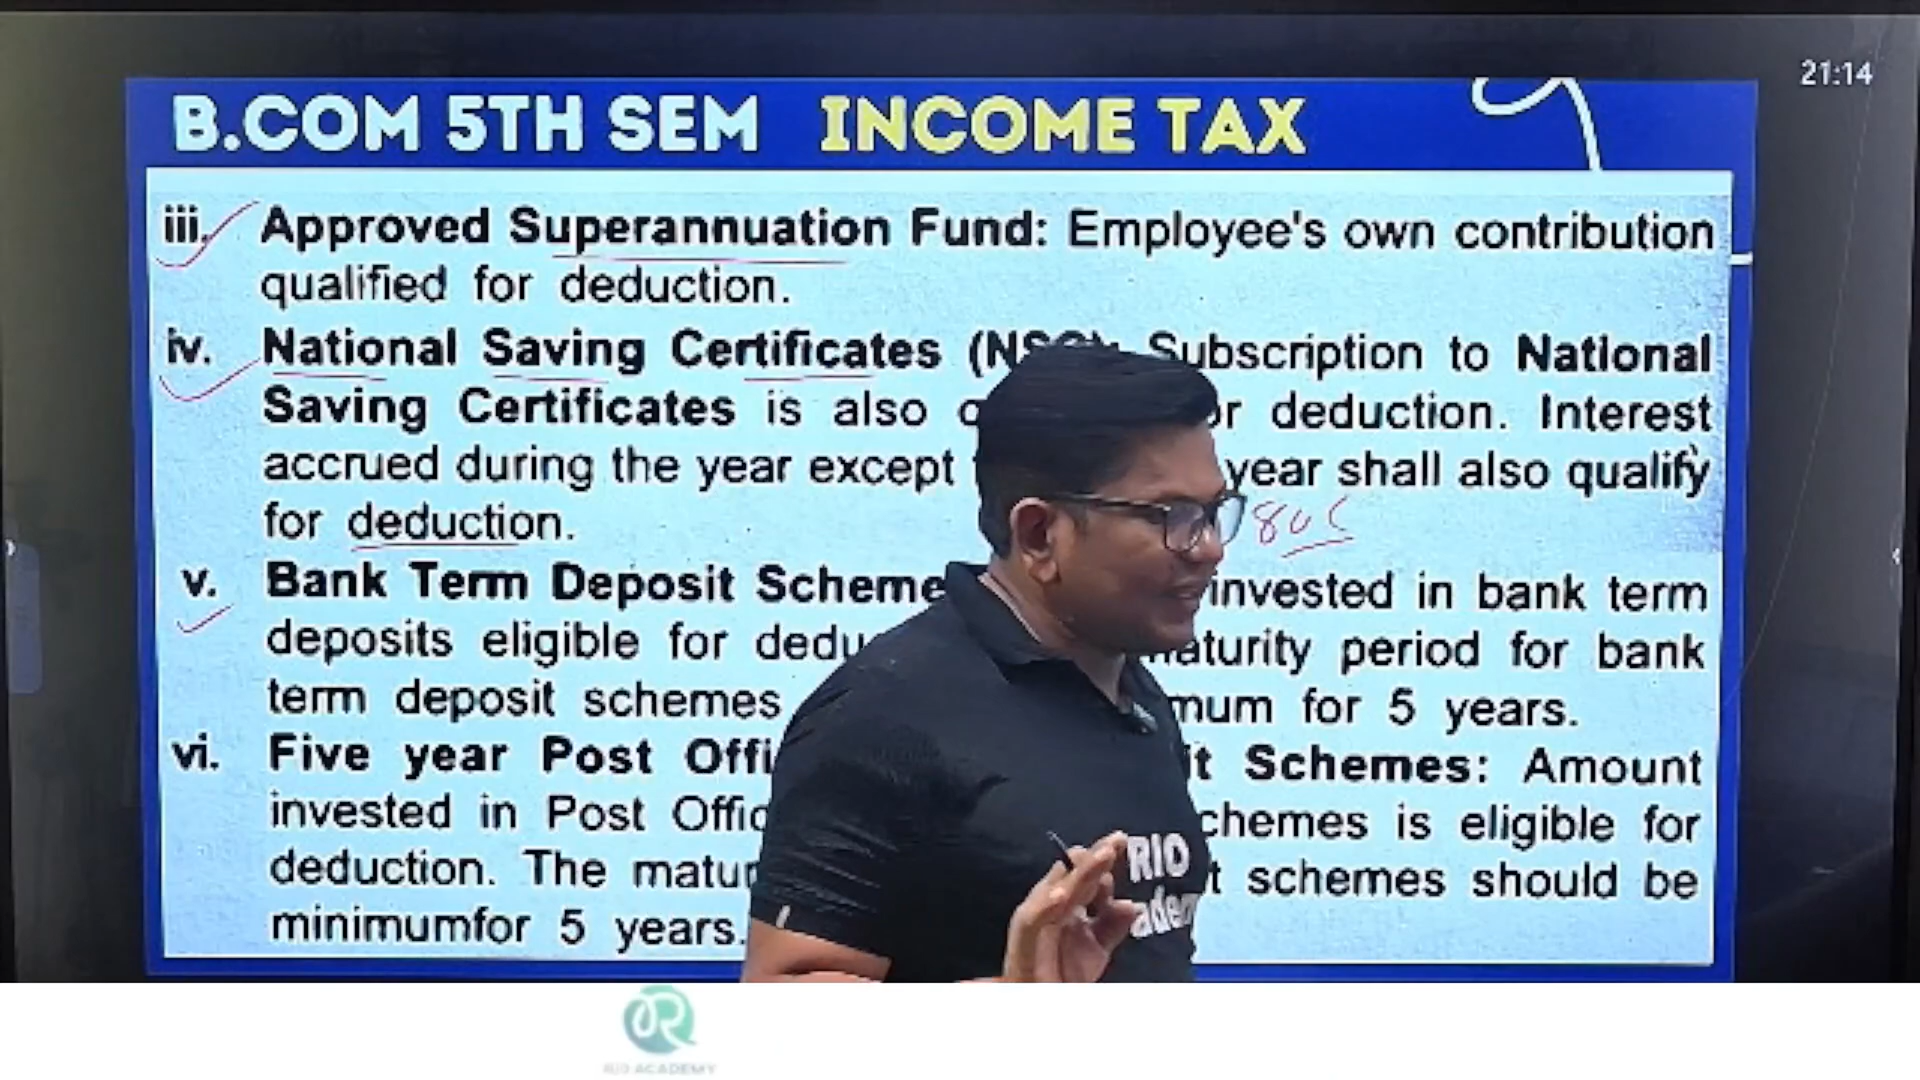 21:14
B.COM 5TH SEM INCOME TAX
iii. Approved Superannuation Fund: Employee's own contribution
qualified for deduction.
iv. National Saving Certificates Subscription to National
Saving Certificates is also deduction. Interest
accrued during the year except year shall also qualify
for deduction.
80C
v. Bank Term Deposit Scheme invested in bank term
deposits eligible for period for bank
term deposit schemes for 5 years.
vi. Five year Post Schemes: Amount
invested in Post is eligible for
deduction. The schemes should be
minimumfor 5 years.
RIO
RIO ACADEMY